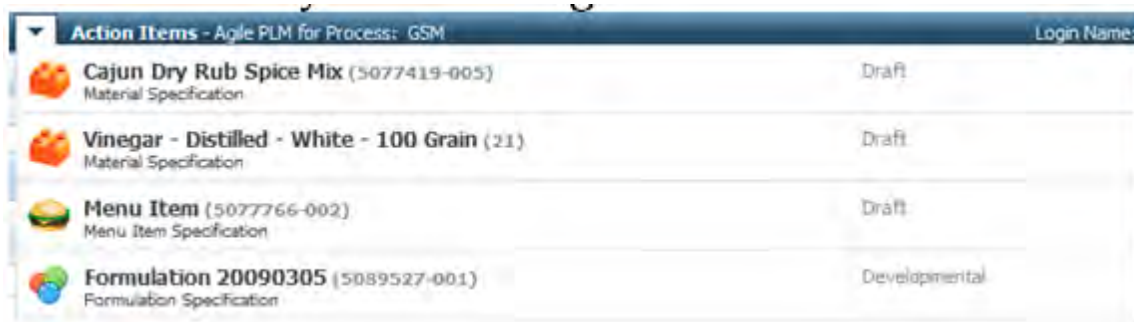 Action Items - Agile PLM for Process: GSM Login Name:
Cajun Dry Rub Spice Mix (5077419-005) Draft
Material Specification
Vinegar - Distilled - White - 100 Grain (21) Draft
Material Specification
Menu Item (5077766-002) Draft
Menu Item Specification
Formulation 20090305 (5089527-001) Developmental
Formulation Specification